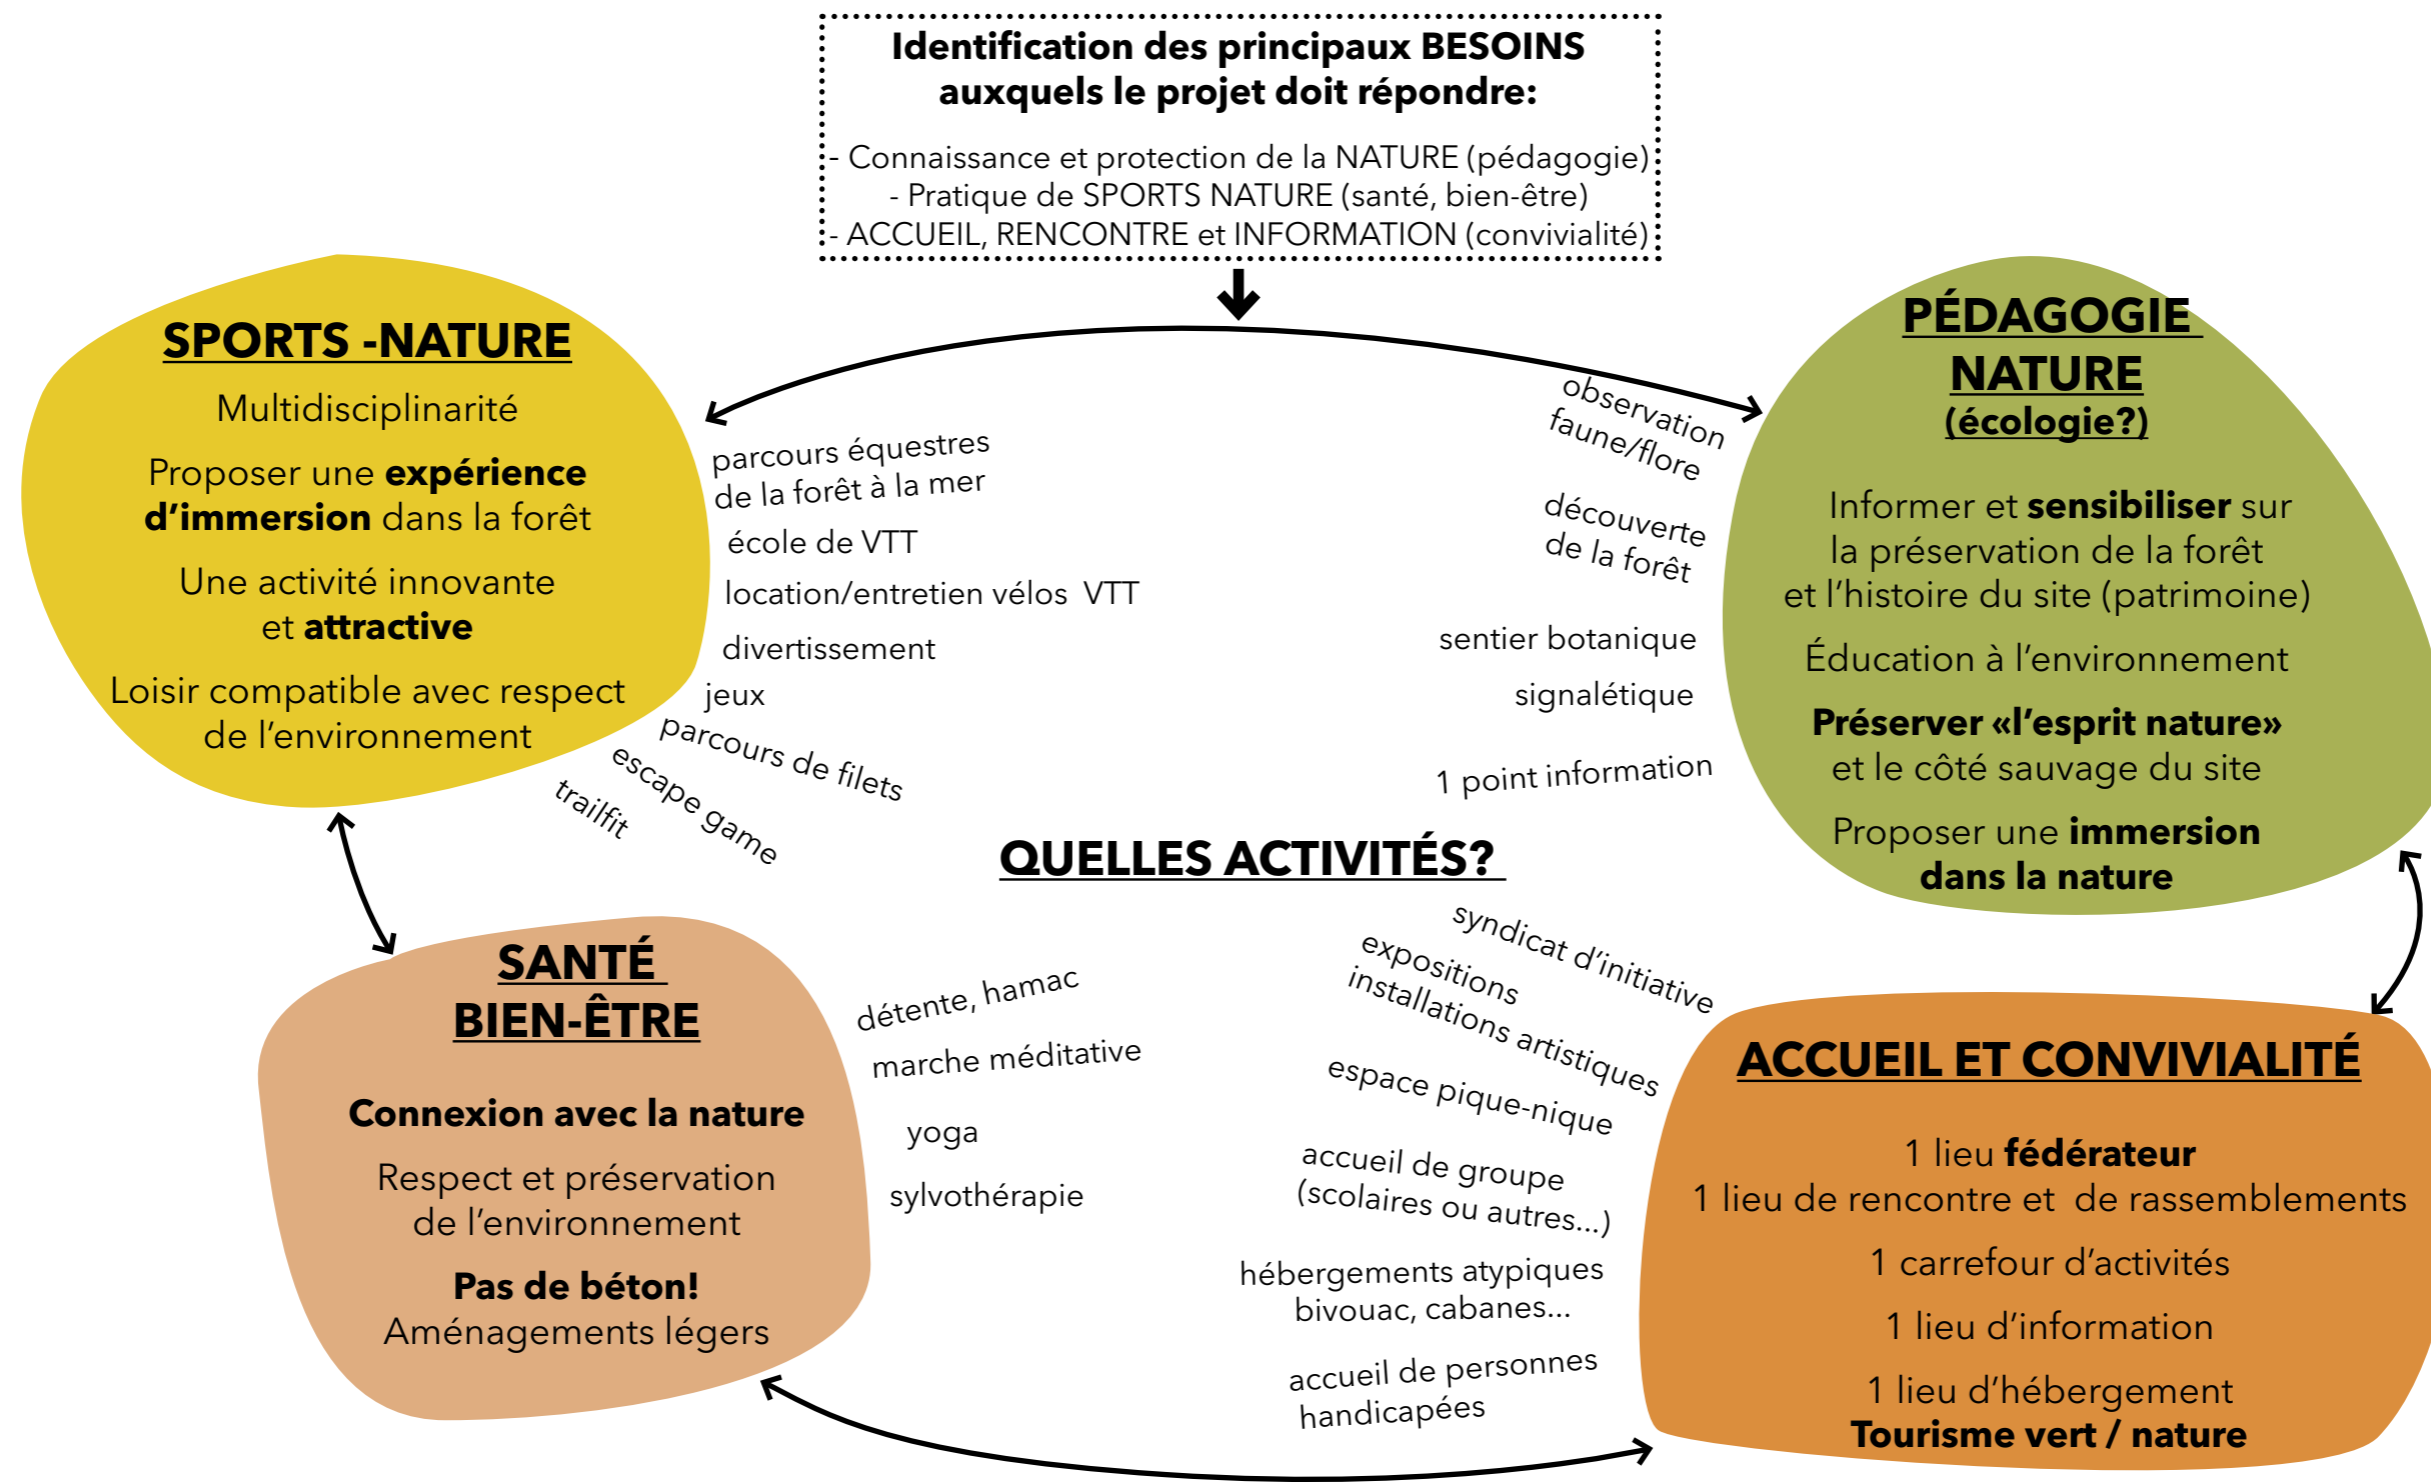 Identification des principaux BESOINS
auxquels le projet doit répondre:
- Connaissance et protection de la NATURE (pédagogie)
- Pratique de SPORTS NATURE (santé, bien-être)
- ACCUEIL, RENCONTRE et INFORMATION (convivialité)
SPORTS -NATURE
Multidisciplinarité
Proposer une expérience
d’immersion dans la forêt
Une activité innovante
et attractive
Loisir compatible avec respect
de l’environnement
parcours équestres
de la forêt à la mer
école de VTT
location/entretien vélos VTT
divertissement
jeux
parcours de filets
escape game
trailfit
observation
faune/flore
découverte
de la forêt
sentier botanique
signalétique
1 point information
PÉDAGOGIE
NATURE
(écologie?)
Informer et sensibiliser sur
la préservation de la forêt
et l’histoire du site (patrimoine)
Éducation à l’environnement
Préserver «l’esprit nature»
et le côté sauvage du site
Proposer une immersion
dans la nature
QUELLES ACTIVITÉS?
SANTÉ
BIEN-ÊTRE
Connexion avec la nature
Respect et préservation
de l’environnement
Pas de béton!
Aménagements légers
détente, hamac
marche méditative
yoga
sylvothérapie
syndicat d’initiative
expositions
installations artistiques
espace pique-nique
accueil de groupe
(scolaires ou autres...)
hébergements atypiques
bivouac, cabanes...
accueil de personnes
handicapées
ACCUEIL ET CONVIVIALITÉ
1 lieu fédérateur
1 lieu de rencontre et de rassemblements
1 carrefour d’activités
1 lieu d’information
1 lieu d’hébergement
Tourisme vert / nature